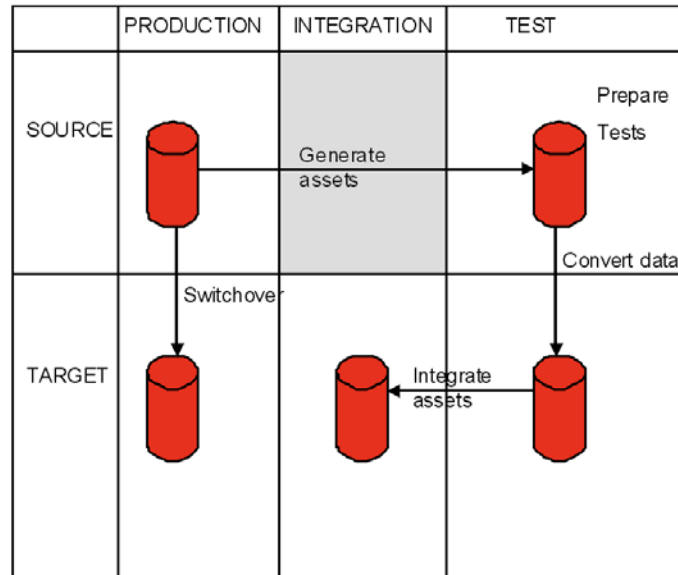 PRODUCTION INTEGRATION TEST
SOURCE
Prepare
Tests
Generate
assets
Convert data
Switchover
TARGET
Integrate
assets